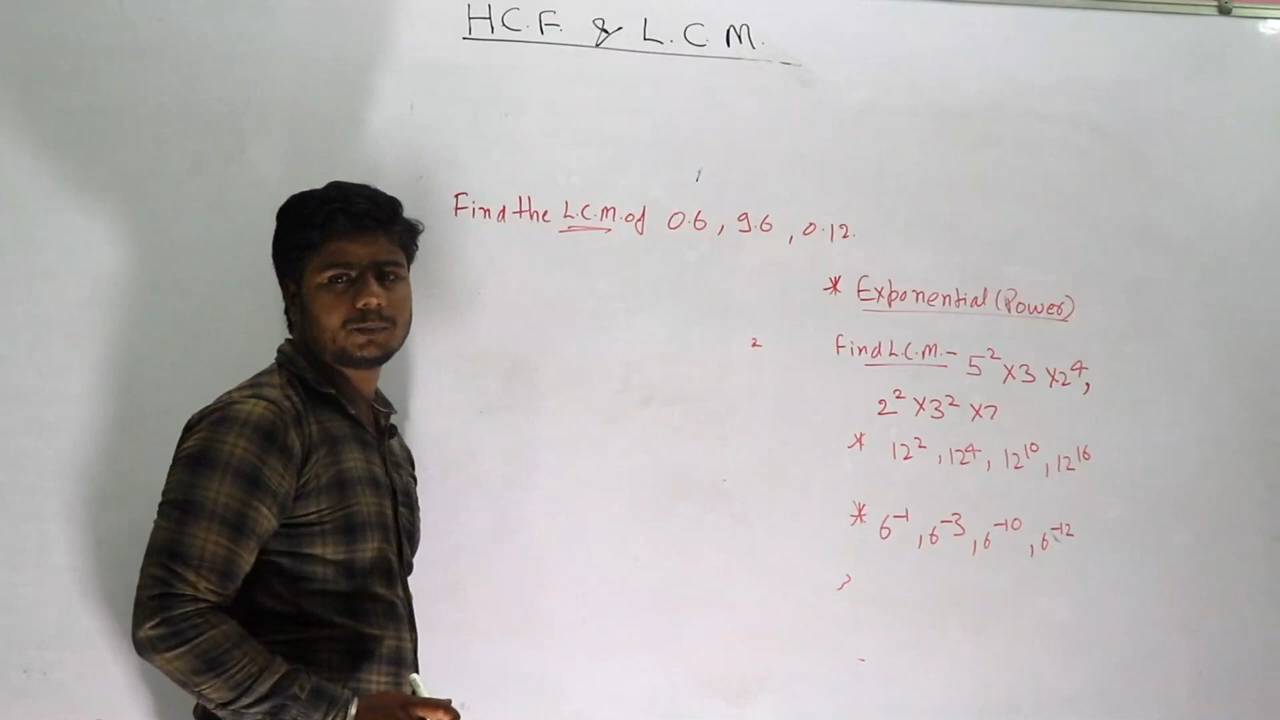 H.C.F. & L.C.M.
Find the L.C.M. of 0.6, 9.6, 0.12.
* Exponential (Power)
Find L.C.M. - 5² × 3 × 2⁴,
2² × 3² × 7
* 12², 12⁴, 12¹⁰, 12¹⁶
* 6⁻¹, 6⁻³, 6⁻¹⁰, 6⁻¹²